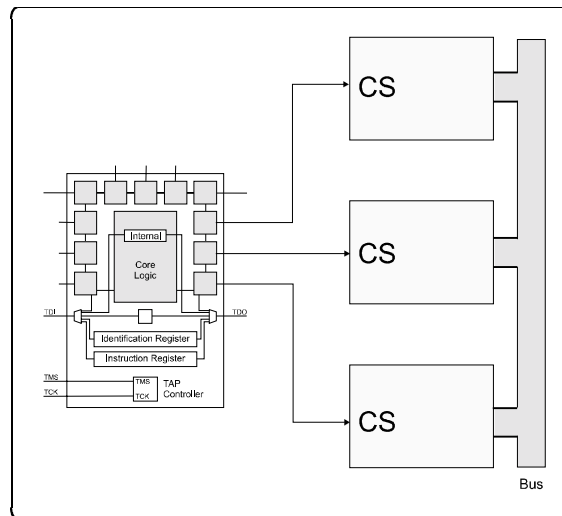 CS
CS
CS
Internal
Core
Logic
TDI
TDO
Identification Register
Instruction Register
TMS
TCK
TMS
TCK
TAP
Controller
Bus